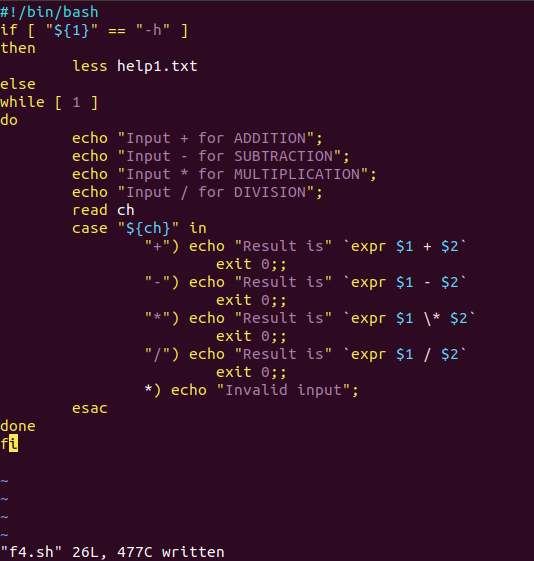 #!/bin/bash
if [ "${1}" == "-h" ]
then
        less help1.txt
else
while [ 1 ]
do
        echo "Input + for ADDITION";
        echo "Input - for SUBTRACTION";
        echo "Input * for MULTIPLICATION";
        echo "Input / for DIVISION";
        read ch
        case "${ch}" in
                "+") echo "Result is" `expr $1 + $2`
                        exit 0;;
                "-") echo "Result is" `expr $1 - $2`
                        exit 0;;
                "*") echo "Result is" `expr $1 \* $2`
                        exit 0;;
                "/") echo "Result is" `expr $1 / $2`
                        exit 0;;
                *) echo "Invalid input";
        esac
done
fi
~
~
~
~
"f4.sh" 26L, 477C written